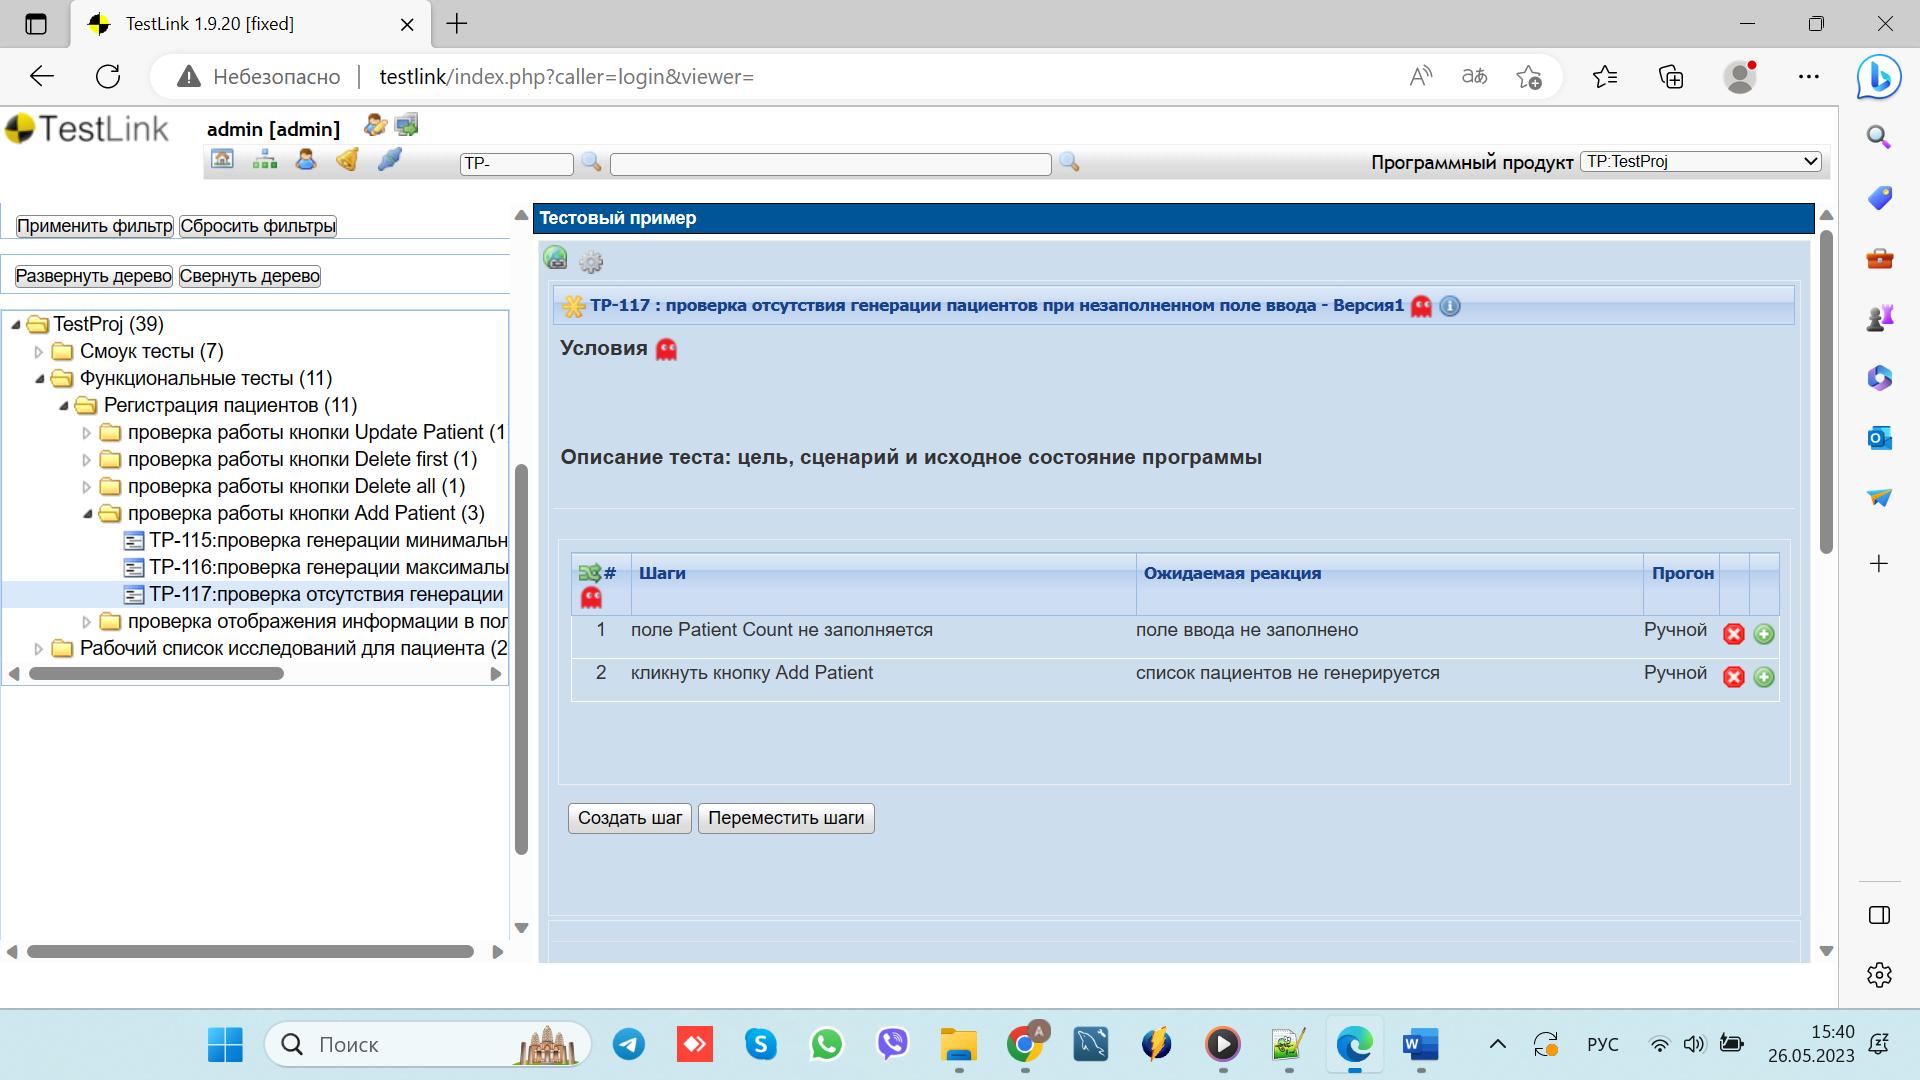 TestLink 1.9.20 [fixed]
Небезопасно
testlink/index.php?caller=login&viewer=
TestLink
admin [admin]
TP-
Программный продукт
TP:TestProj
Применить фильтр
Сбросить фильтры
Развернуть дерево
Свернуть дерево
TestProj (39)
Смоук тесты (7)
Функциональные тесты (11)
Регистрация пациентов (11)
проверка работы кнопки Update Patient (1
проверка работы кнопки Delete first (1)
проверка работы кнопки Delete all (1)
проверка работы кнопки Add Patient (3)
TP-115:проверка генерации минимальн
TP-116:проверка генерации максималы
TP-117:проверка отсутствия генерации
проверка отображения информации в пол
Рабочий список исследований для пациента (2
Тестовый пример
TP-117 : проверка отсутствия генерации пациентов при незаполненном поле ввода - Версия1
Условия
Описание теста: цель, сценарий и исходное состояние программы
# Шаги Ожидаемая реакция Прогон
1 поле Patient Count не заполняется поле ввода не заполнено Ручной
2 кликнуть кнопку Add Patient список пациентов не генерируется Ручной
Создать шаг
Переместить шаги
Поиск
A
РУС
15:40
26.05.2023